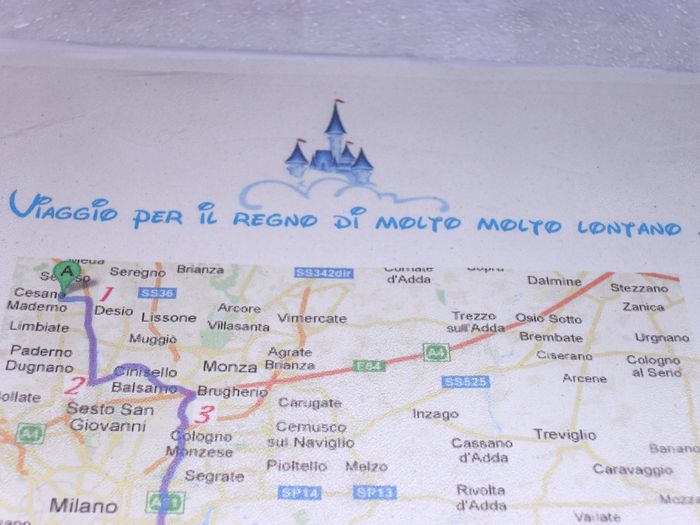 Viaggio per il regno di molto molto lontano
A
Seregno
Brianza
SS342dir
d'Adda
Dalmine
Stezzano
Cesano
Maderno
1
SS36
Desio
Lissone
Arcore
Villasanta
Vimercate
Trezzo
sull'Adda
Osio Sotto
Zanica
Limbiate
Muggiò
Brembate
Urgnano
Paderno
Dugnano
Cinisello
Balsamo
Monza
Agrate
Brianza
E64
A4
Ciserano
Cologno
al Serio
2
Brugherio
SS525
Arcene
Sesto San
Giovanni
3
Carugate
Inzago
Cologno
Monzese
Cernusco
sul Naviglio
Cassano
d'Adda
Treviglio
Segrate
Pioltello
Melzo
Caravaggio
Milano
SP14
SP13
Rivolta
d'Adda